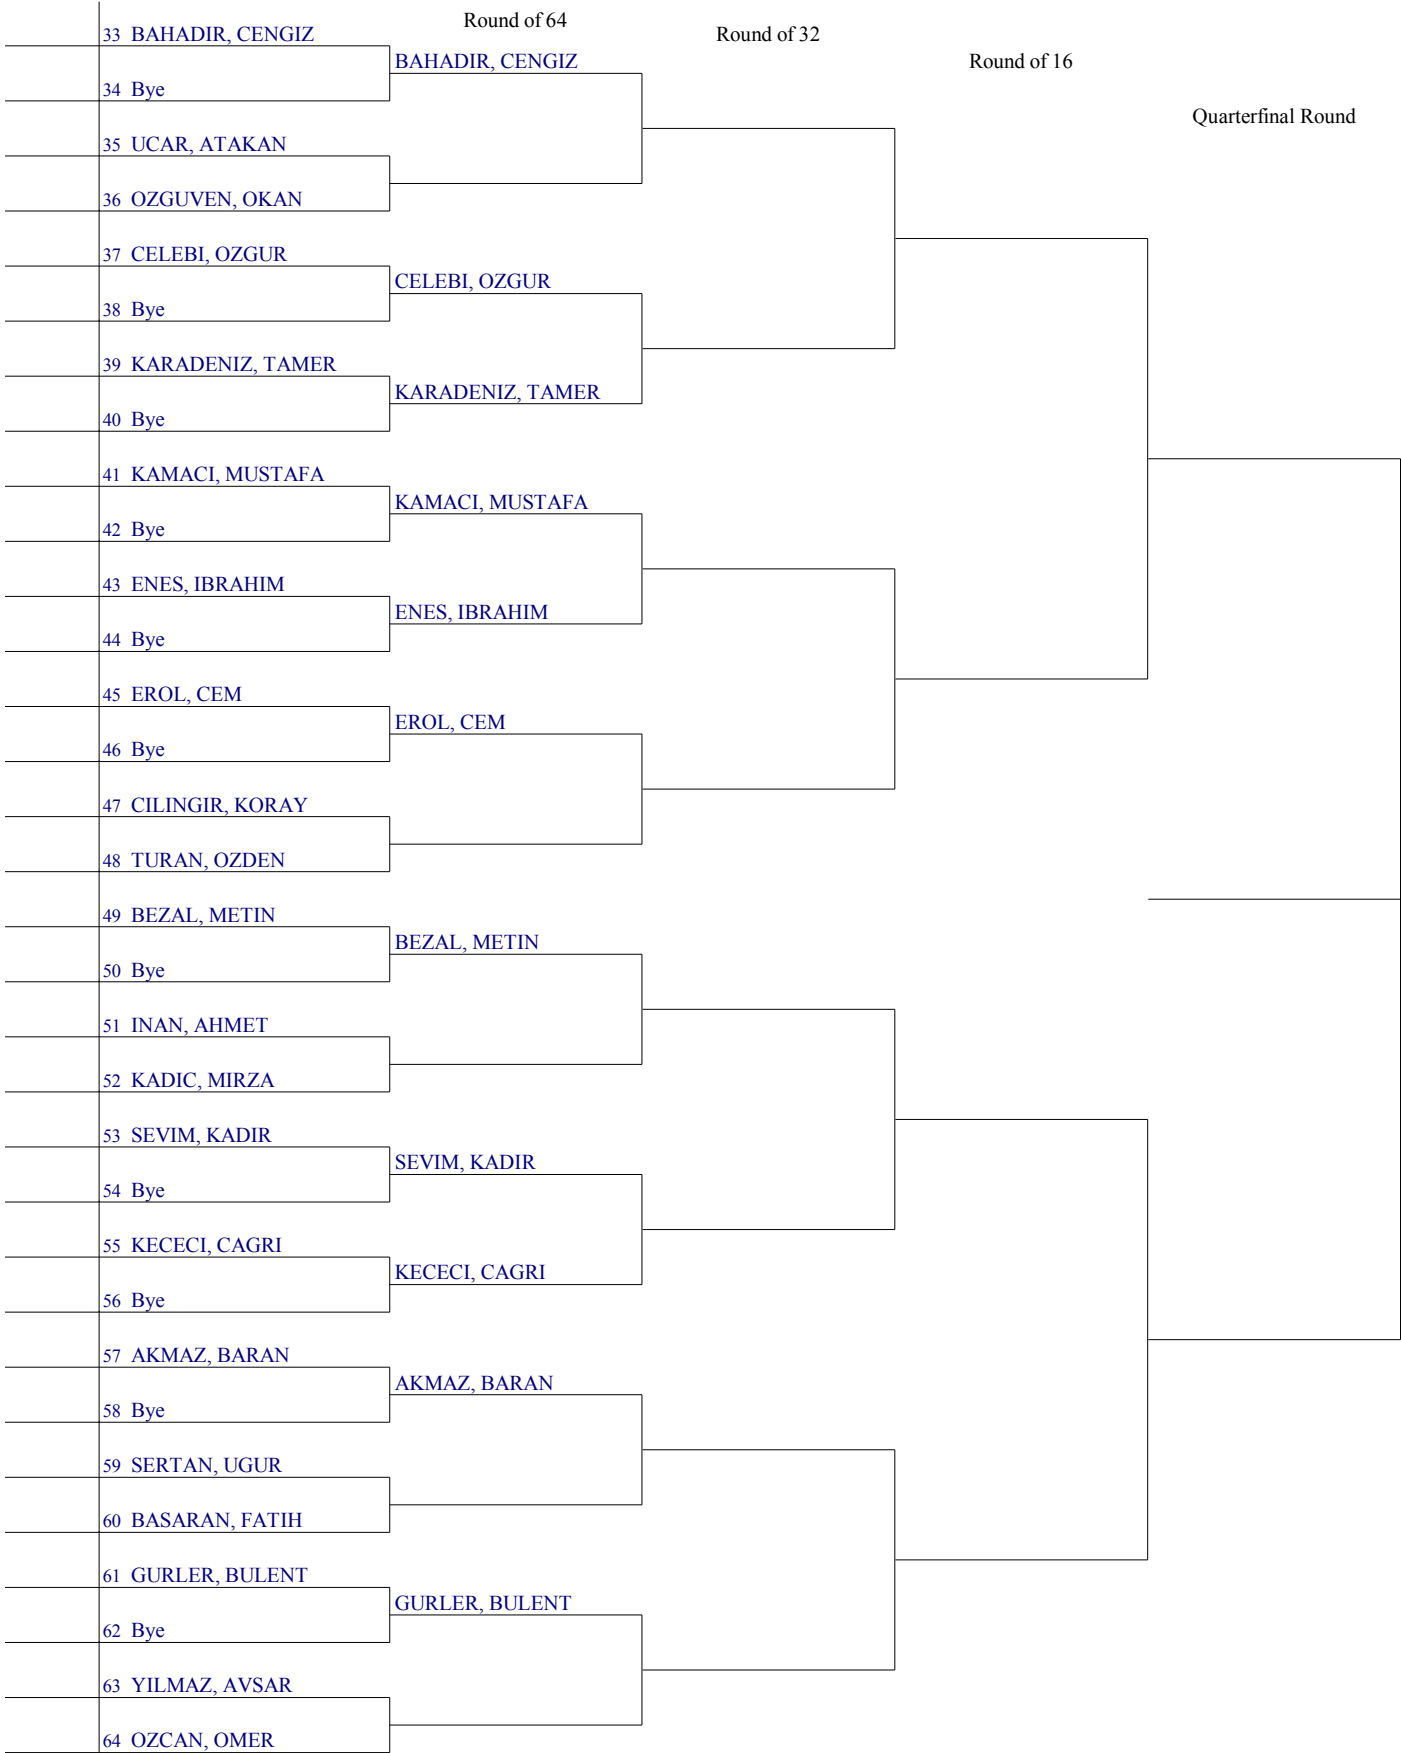 Round of 64
Round of 32
Round of 16
Quarterfinal Round
33 BAHADIR, CENGIZ
BAHADIR, CENGIZ
34 Bye
35 UCAR, ATAKAN
36 OZGUVEN, OKAN
37 CELEBI, OZGUR
CELEBI, OZGUR
38 Bye
39 KARADENIZ, TAMER
KARADENIZ, TAMER
40 Bye
41 KAMACI, MUSTAFA
KAMACI, MUSTAFA
42 Bye
43 ENES, IBRAHIM
ENES, IBRAHIM
44 Bye
45 EROL, CEM
EROL, CEM
46 Bye
47 CILINGIR, KORAY
48 TURAN, OZDEN
49 BEZAL, METIN
BEZAL, METIN
50 Bye
51 INAN, AHMET
52 KADIC, MIRZA
53 SEVIM, KADIR
SEVIM, KADIR
54 Bye
55 KECECI, CAGRI
KECECI, CAGRI
56 Bye
57 AKMAZ, BARAN
AKMAZ, BARAN
58 Bye
59 SERTAN, UGUR
60 BASARAN, FATIH
61 GURLER, BULENT
GURLER, BULENT
62 Bye
63 YILMAZ, AVSAR
64 OZCAN, OMER